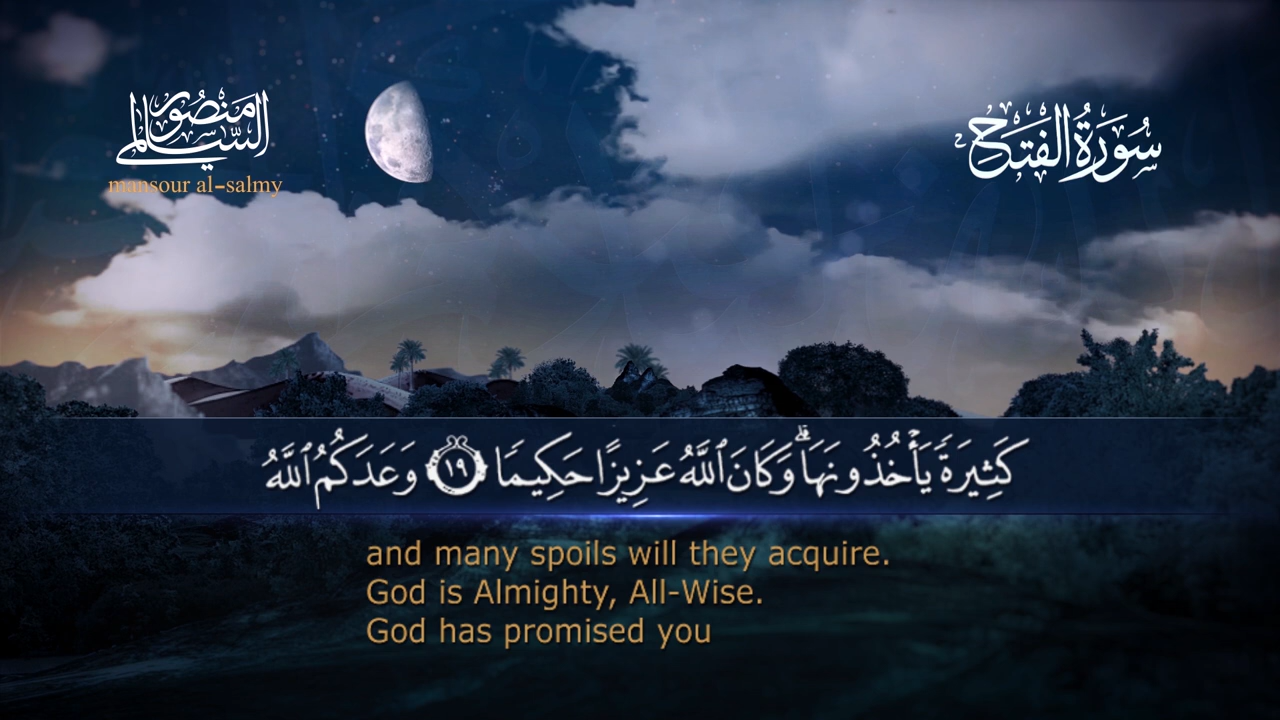 منصور السالمي
mansour al-salmy
سُورَةُ الْفَتْحِ
كَثِيرَةً يَأْخُذُونَهَا ۗ وَكَانَ ٱللَّهُ عَزِيزًا حَكِيمًا ١٩ وَعَدَكُمُ ٱللَّهُ
and many spoils will they acquire.
God is Almighty, All-Wise.
God has promised you